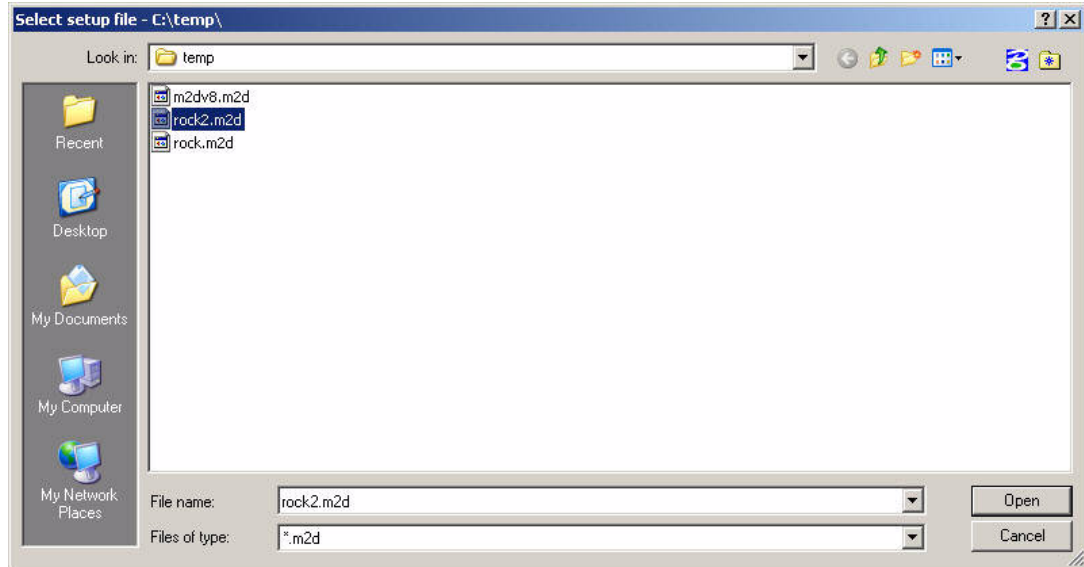 Select setup file - C:\temp\
Look in: temp
m2dv8.m2d
rock2.m2d
rock.m2d
Recent
Desktop
My Documents
My Computer
My Network
Places
File name: rock2.m2d Open
Files of type: *.m2d Cancel